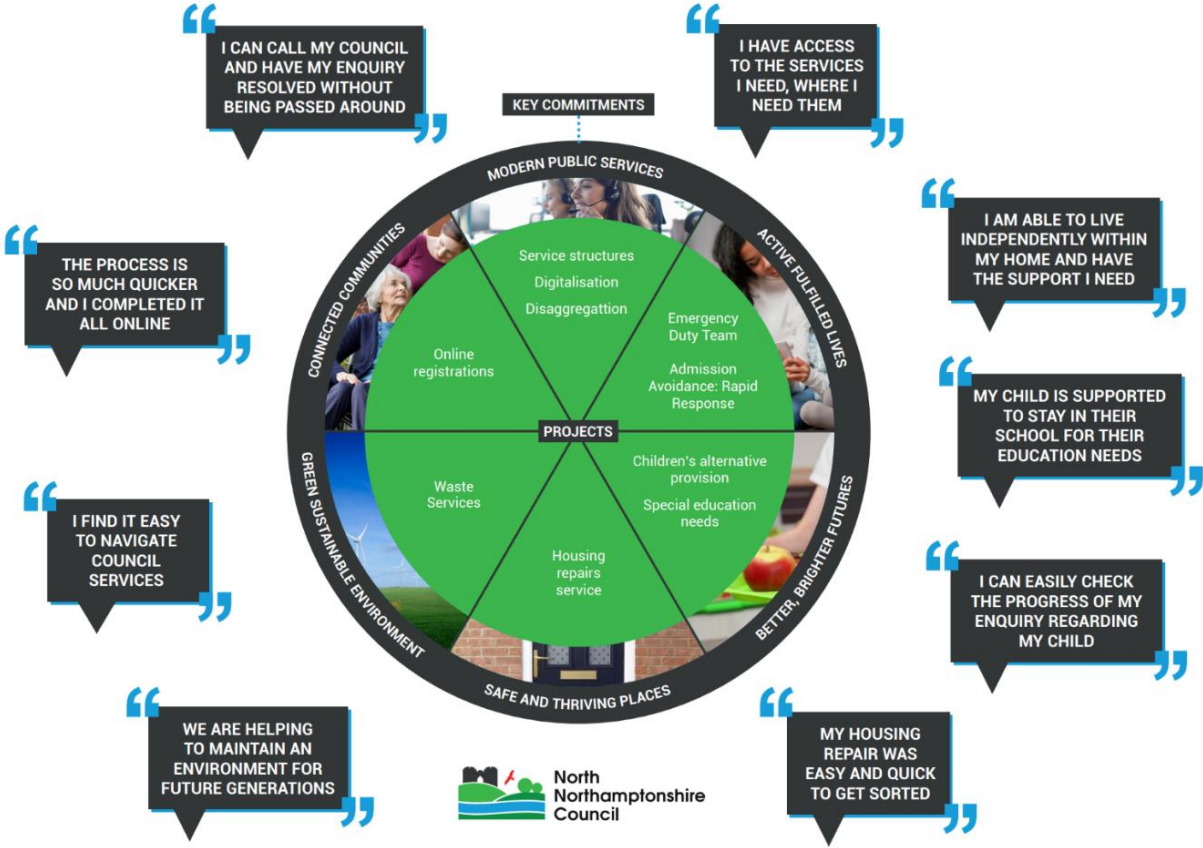 I CAN CALL MY COUNCIL
AND HAVE MY ENQUIRY
RESOLVED WITHOUT
BEING PASSED AROUND
I HAVE ACCESS
TO THE SERVICES
I NEED, WHERE I
NEED THEM
KEY COMMITMENTS
MODERN PUBLIC SERVICES
Service structures
Digitalisation
Disaggregattion
ACTIVE FULFILLED LIVES
Emergency
Duty Team
Admission
Avoidance: Rapid
Response
I AM ABLE TO LIVE
INDEPENDENTLY WITHIN
MY HOME AND HAVE
THE SUPPORT I NEED
THE PROCESS IS
SO MUCH QUICKER
AND I COMPLETED IT
ALL ONLINE
CONNECTED COMMUNITIES
Online
registrations
PROJECTS
MY CHILD IS SUPPORTED
TO STAY IN THEIR
SCHOOL FOR THEIR
EDUCATION NEEDS
Children's alternative
provision
Special education
needs
BETTER, BRIGHTER FUTURES
GREEN SUSTAINABLE ENVIRONMENT
Waste
Services
I FIND IT EASY
TO NAVIGATE
COUNCIL
SERVICES
Housing
repairs
service
SAFE AND THRIVING PLACES
I CAN EASILY CHECK
THE PROGRESS OF MY
ENQUIRY REGARDING
MY CHILD
WE ARE HELPING
TO MAINTAIN AN
ENVIRONMENT FOR
FUTURE GENERATIONS
MY HOUSING
REPAIR WAS
EASY AND QUICK
TO GET SORTED
North
Northamptonshire
Council